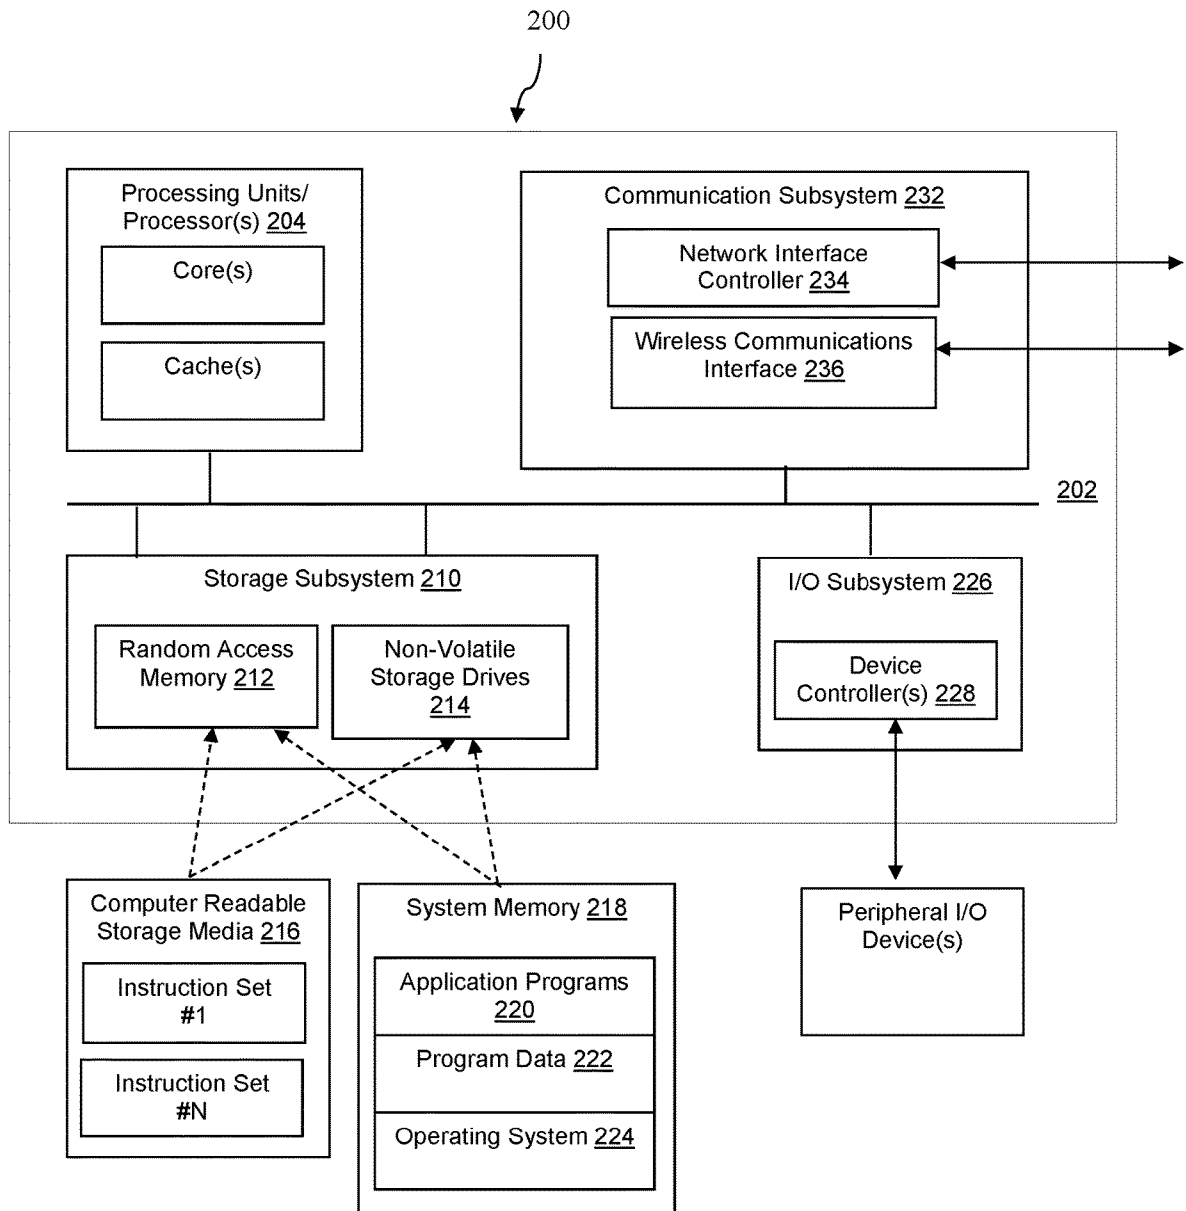 200
Processing Units/
Processor(s) 204
Core(s)
Cache(s)
Communication Subsystem 232
Network Interface
Controller 234
Wireless Communications
Interface 236
202
Storage Subsystem 210
Random Access
Memory 212
Non-Volatile
Storage Drives
214
I/O Subsystem 226
Device
Controller(s) 228
Computer Readable
Storage Media 216
Instruction Set
#1
Instruction Set
#N
System Memory 218
Application Programs
220
Program Data 222
Operating System 224
Peripheral I/O
Device(s)